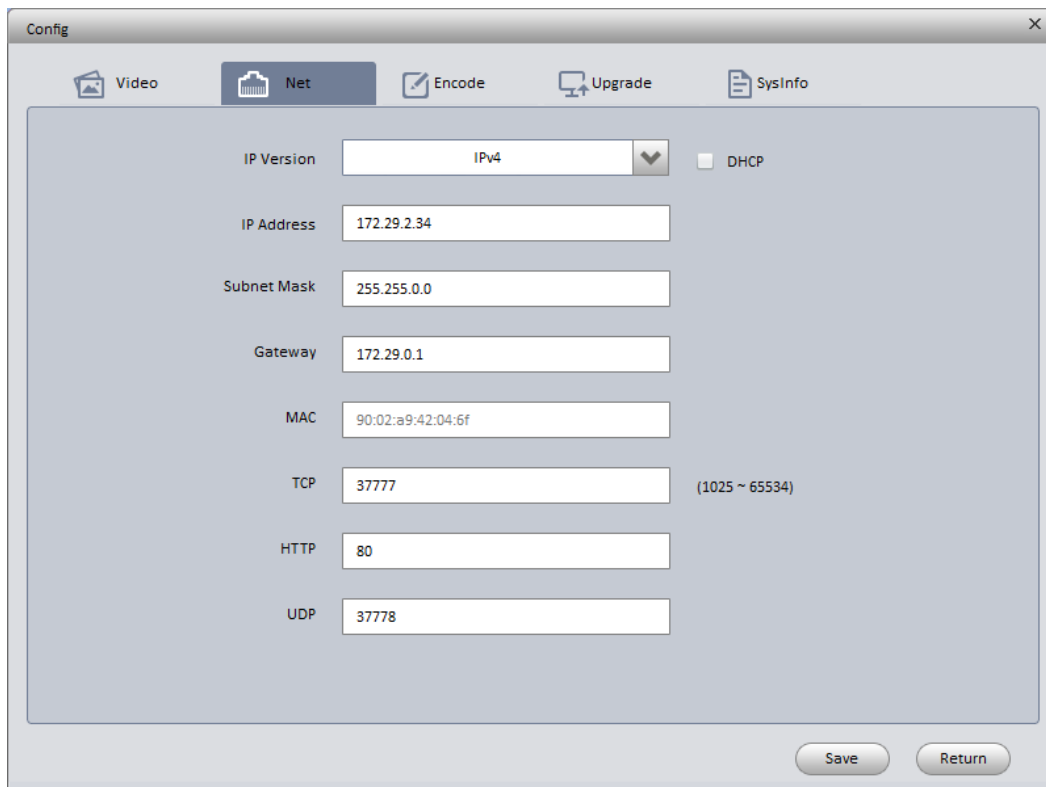 Config
Video Net Encode Upgrade SysInfo
IP Version IPv4 DHCP
IP Address 172.29.2.34
Subnet Mask 255.255.0.0
Gateway 172.29.0.1
MAC 90:02:a9:42:04:6f
TCP 37777 (1025 ~ 65534)
HTTP 80
UDP 37778
Save Return